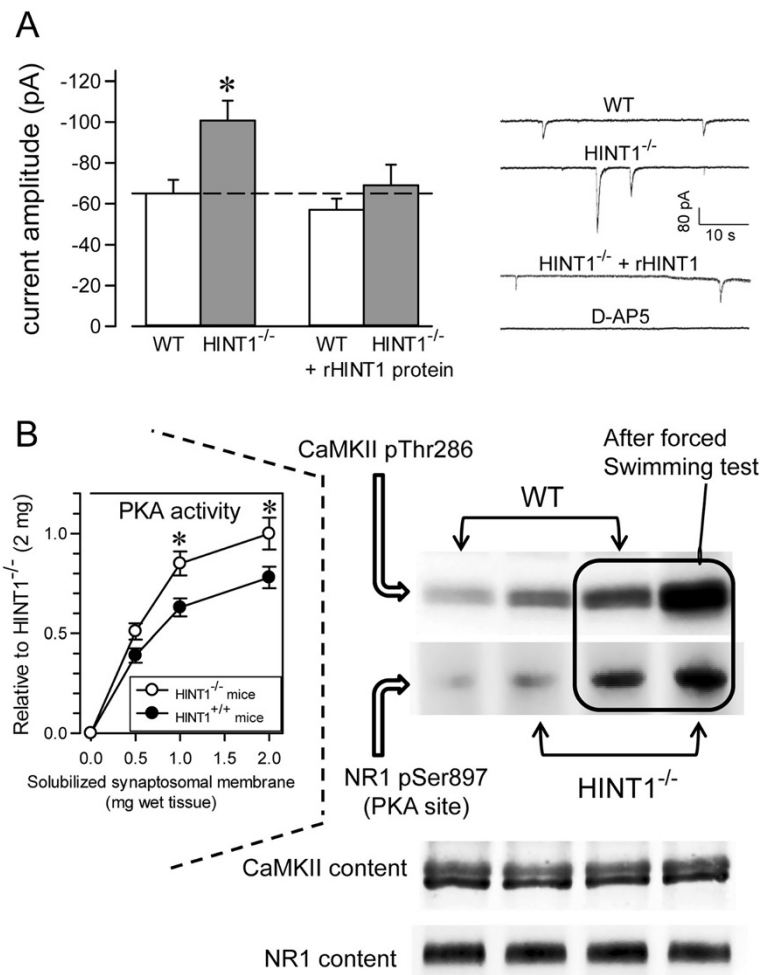 A
current amplitude (pA)
-120
-100
-80
-60
-40
-20
0
*
WT
HINT1-/-
WT
HINT1-/-
+ rHINT1 protein
WT
HINT1-/-
80 pA
10 s
HINT1-/- + rHINT1
D-AP5
B
Relative to HINT1-/- (2 mg)
PKA activity
1.0
0.5
0.0
*
*
HINT1-/- mice
HINT1+/+ mice
0.0 0.5 1.0 2.0
Solubilized synaptosomal membrane
(mg wet tissue)
CaMKII pThr286
After forced
Swimming test
WT
NR1 pSer897
(PKA site)
HINT1-/-
CaMKII content
NR1 content